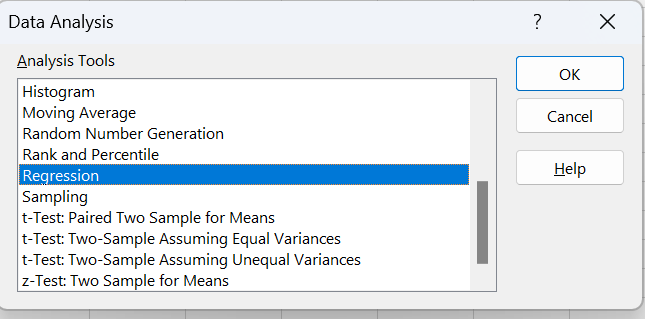 Data Analysis
?
Analysis Tools
Histogram
Moving Average
Random Number Generation
Rank and Percentile
Regression
Sampling
t-Test: Paired Two Sample for Means
t-Test: Two-Sample Assuming Equal Variances
t-Test: Two-Sample Assuming Unequal Variances
z-Test: Two Sample for Means
OK
Cancel
Help